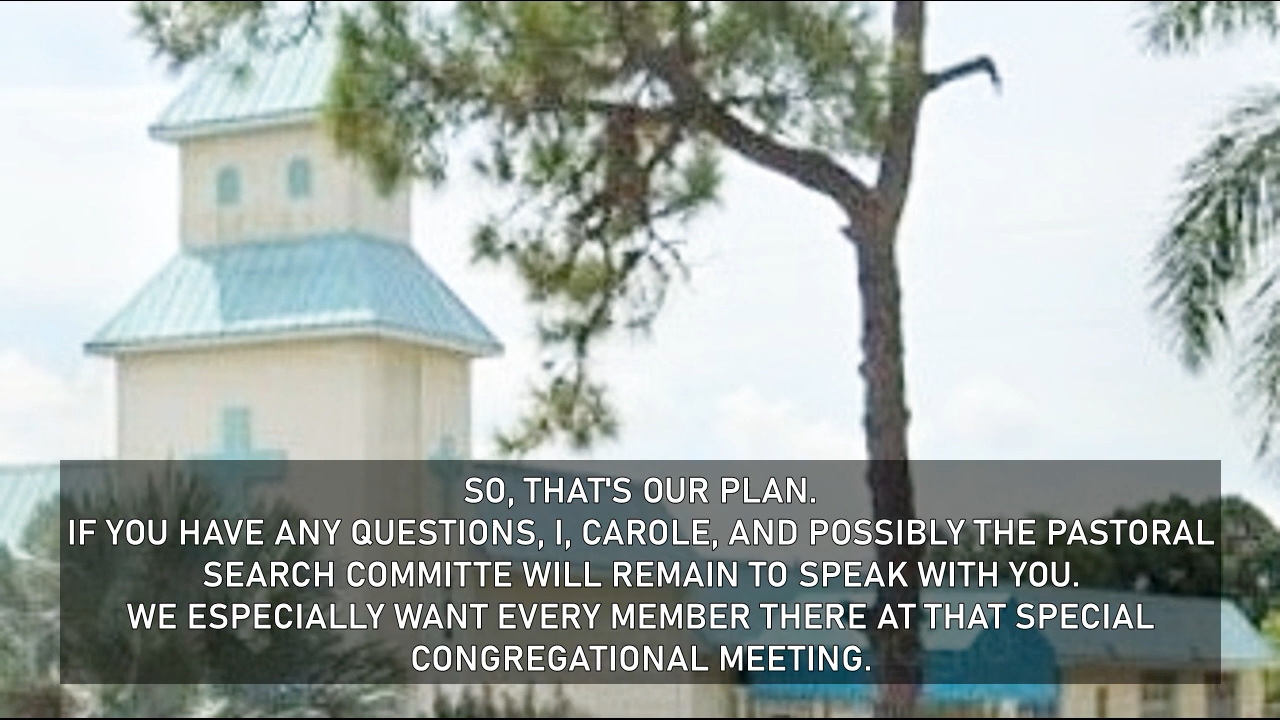 SO, THAT'S OUR PLAN.
IF YOU HAVE ANY QUESTIONS, I, CAROLE, AND POSSIBLY THE PASTORAL
SEARCH COMMITTE WILL REMAIN TO SPEAK WITH YOU.
WE ESPECIALLY WANT EVERY MEMBER THERE AT THAT SPECIAL
CONGREGATIONAL MEETING.